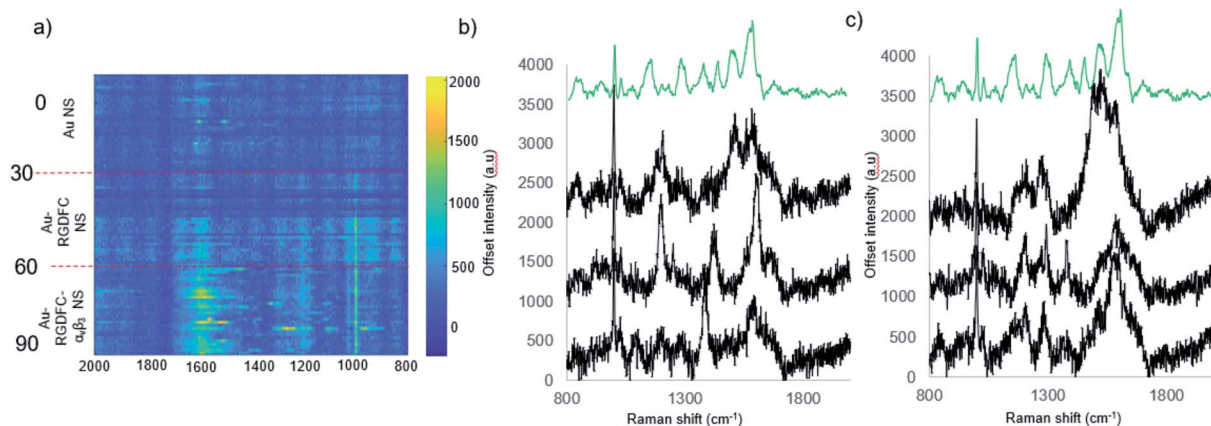 a)
0
30
60
90
Au NS
Au-
RGDFC
NS
Au-
RGDFC-
αvβ3 NS
2000 1800 1600 1400 1200 1000 800
2000
1500
1000
500
0
b)
Offset intensity (a.u)
4000
3500
3000
2500
2000
1500
1000
500
0
800 1300 1800
Raman shift (cm-1)
c)
Offset intensity (a.u)
4000
3500
3000
2500
2000
1500
1000
500
0
800 1300 1800
Raman shift (cm-1)